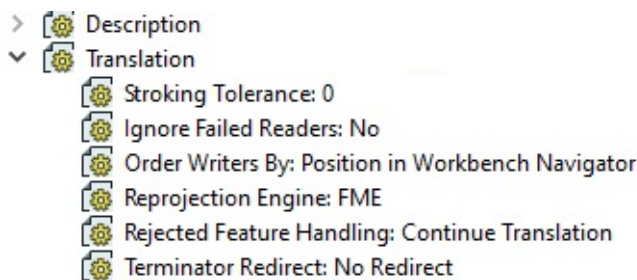 Description
Translation
Stroking Tolerance: 0
Ignore Failed Readers: No
Order Writers By: Position in Workbench Navigator
Reprojection Engine: FME
Rejected Feature Handling: Continue Translation
Terminator Redirect: No Redirect